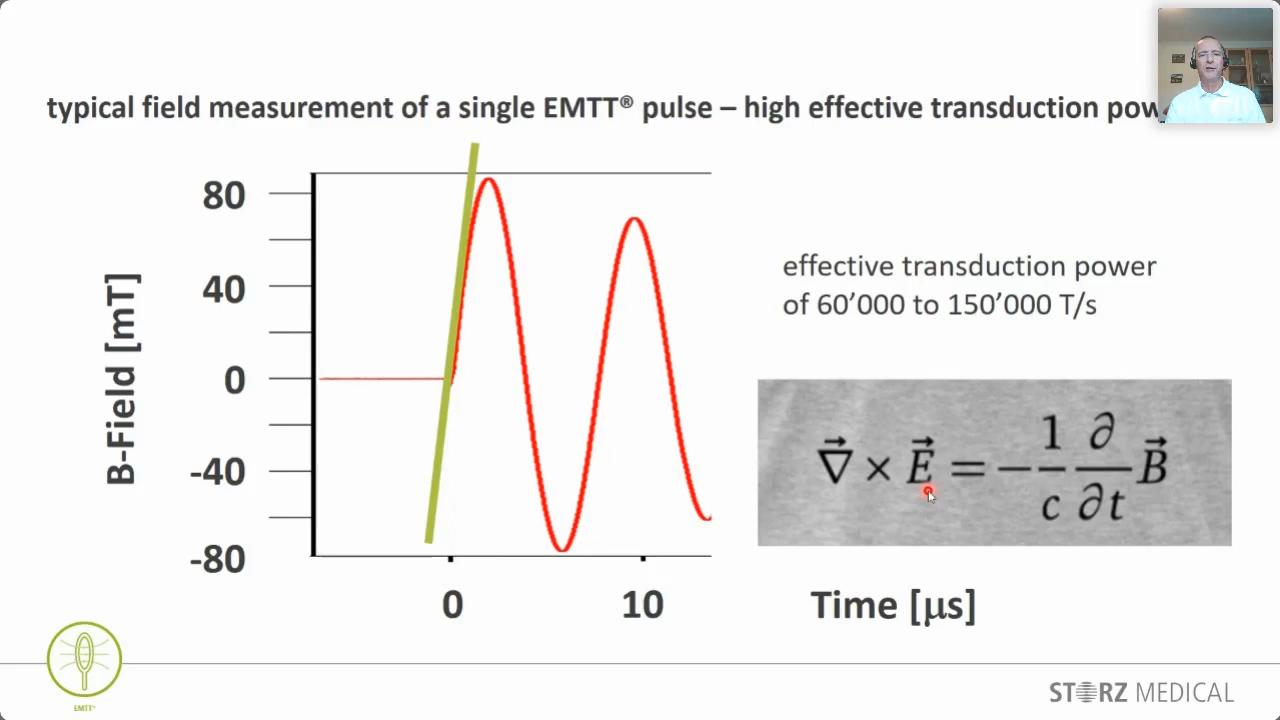 typical field measurement of a single EMTT® pulse – high effective transduction
80
40
0
-40
-80
B-Field [mT]
0
10
Time [μs]
effective transduction power
of 60’000 to 150’000 T/s
∇⃗ × E⃗ = − 1/c ∂/∂t B⃗
EMTT®
STORZ MEDICAL